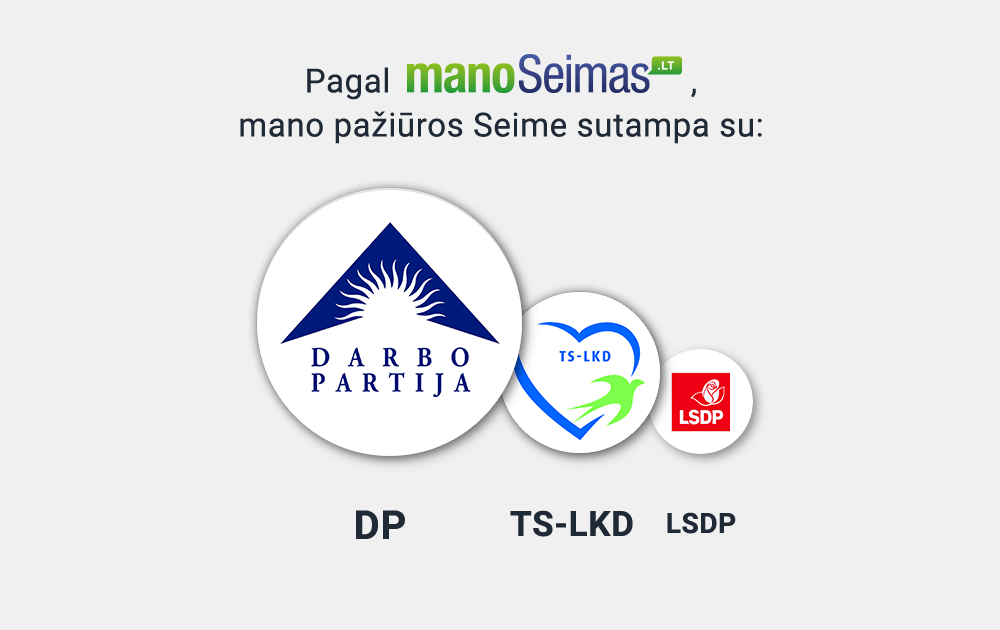 Pagal manoSeimas.LT ,
mano pažiūros Seime sutampa su:
DARBO
PARTIJA
TS-LKD
LSDP
DP
TS-LKD
LSDP